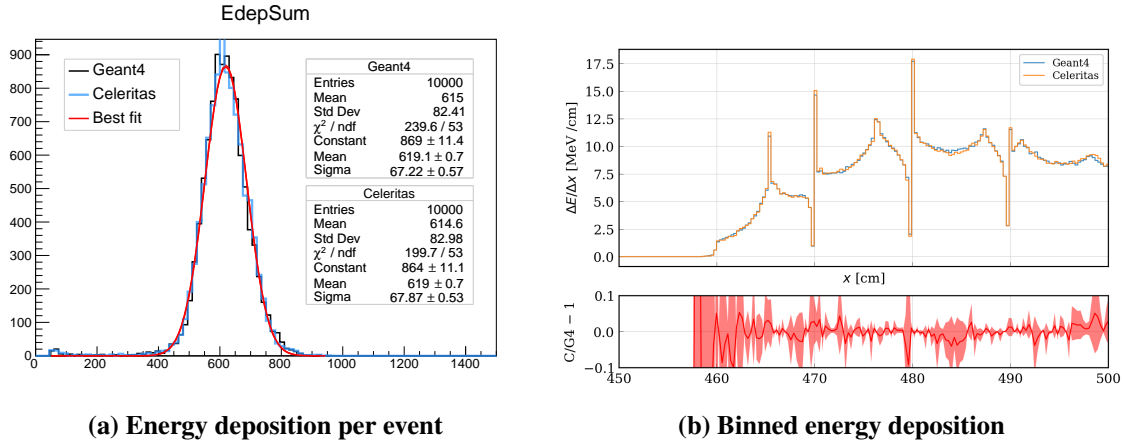 EdepSum
900
800
700
600
500
400
300
200
100
0
0 200 400 600 800 1000 1200 1400
Geant4
Celeritas
Best fit
Geant4
Entries 10000
Mean 615
Std Dev 82.41
χ² / ndf 239.6 / 53
Constant 869 ± 11.4
Mean 619.1 ± 0.7
Sigma 67.22 ± 0.57
Celeritas
Entries 10000
Mean 614.6
Std Dev 82.98
χ² / ndf 199.7 / 53
Constant 864 ± 11.1
Mean 619 ± 0.7
Sigma 67.87 ± 0.53
(a) Energy deposition per event
ΔE/Δx [MeV /cm]
17.5
15.0
12.5
10.0
7.5
5.0
2.5
0.0
Geant4
Celeritas
x [cm]
C/G4 − 1
0.1
0.0
−0.1
450 460 470 480 490 500
(b) Binned energy deposition